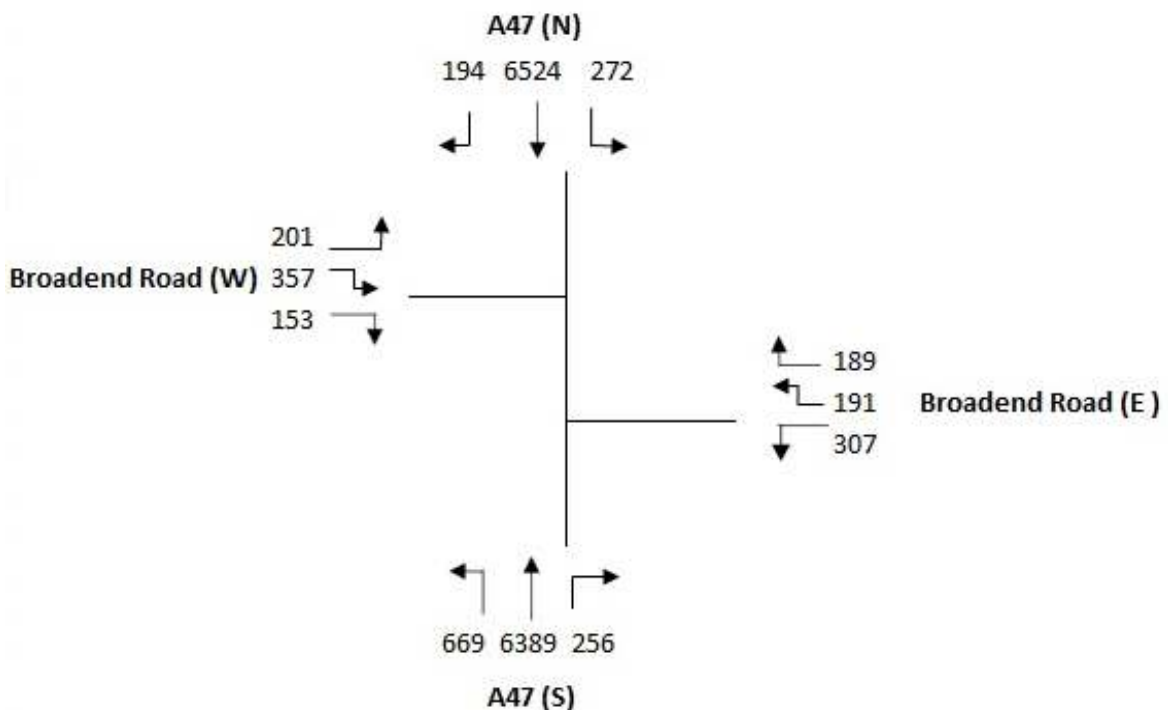 A47 (N)
194 6524 272
201
Broadend Road (W) 357
153
189
191 Broadend Road (E )
307
669 6389 256
A47 (S)